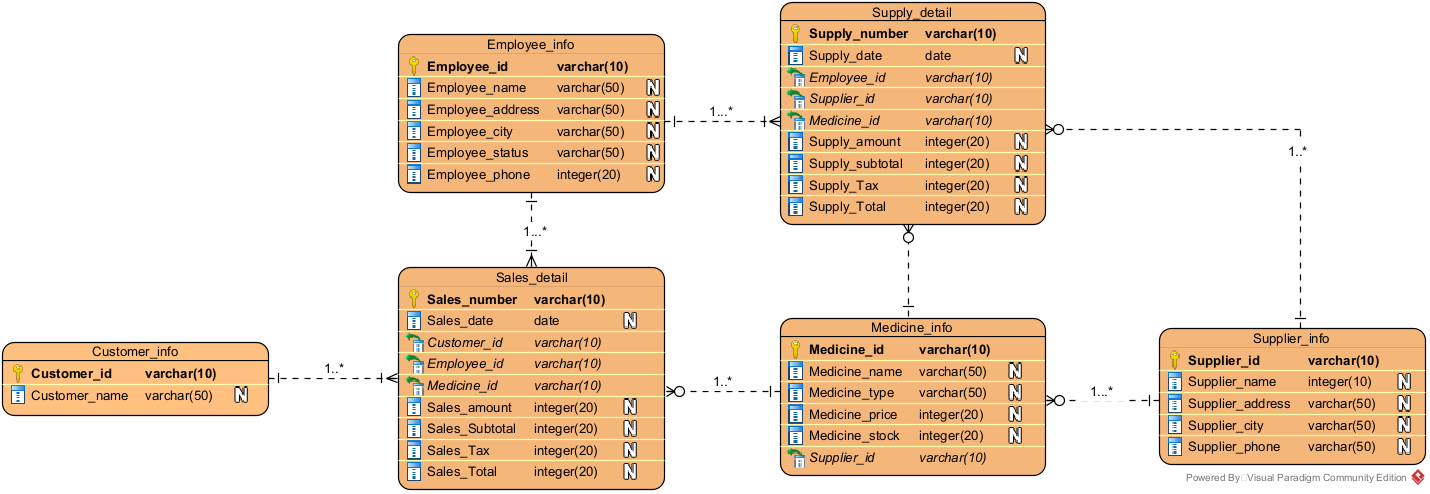 Employee_info
Employee_id varchar(10)
Employee_name varchar(50) N
Employee_address varchar(50) N
Employee_city varchar(50) N
Employee_status varchar(50) N
Employee_phone integer(20) N
1...*
Supply_detail
Supply_number varchar(10)
Supply_date date N
Employee_id varchar(10)
Supplier_id varchar(10)
Medicine_id varchar(10)
Supply_amount integer(20) N
Supply_subtotal integer(20) N
Supply_Tax integer(20) N
Supply_Total integer(20) N
1..*
1...*
Sales_detail
Sales_number varchar(10)
Sales_date date N
Customer_id varchar(10)
Employee_id varchar(10)
Medicine_id varchar(10)
Sales_amount integer(20) N
Sales_Subtotal integer(20) N
Sales_Tax integer(20) N
Sales_Total integer(20) N
Customer_info
Customer_id varchar(10)
Customer_name varchar(50) N
1..*
1..*
Medicine_info
Medicine_id varchar(10)
Medicine_name varchar(50) N
Medicine_type varchar(50) N
Medicine_price integer(20) N
Medicine_stock integer(20) N
Supplier_id varchar(10)
1...*
Supplier_info
Supplier_id varchar(10)
Supplier_name integer(10) N
Supplier_address varchar(50) N
Supplier_city varchar(50) N
Supplier_phone varchar(50) N
Powered By Visual Paradigm Community Edition